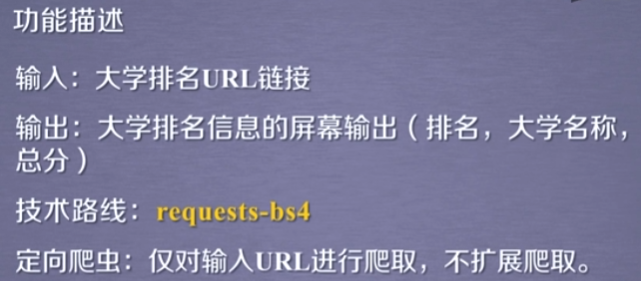 功能描述
输入：大学排名URL链接
输出：大学排名信息的屏幕输出（排名，大学名称，
总分）
技术路线：requests-bs4
定向爬虫：仅对输入URL进行爬取，不扩展爬取。